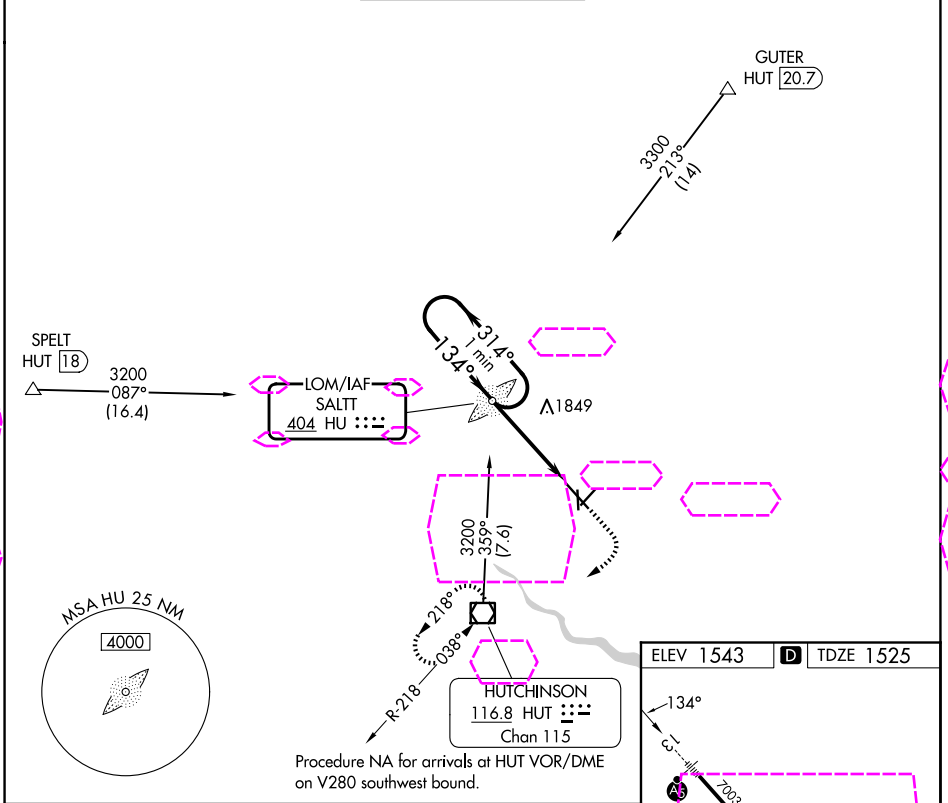 GUTER
HUT 20.7
3300
213°
(14)
SPELT
HUT 18
3200
087°
(16.4)
LOM/IAF
SALTT
404 HU
314°
1 min
134°
1849
3200
359°
(7.6)
MSA HU 25 NM
4000
218°
038°
R-218
HUTCHINSON
116.8 HUT
Chan 115
Procedure NA for arrivals at HUT VOR/DME
on V280 southwest bound.
ELEV 1543 D TDZE 1525
134°
13
A5
7003